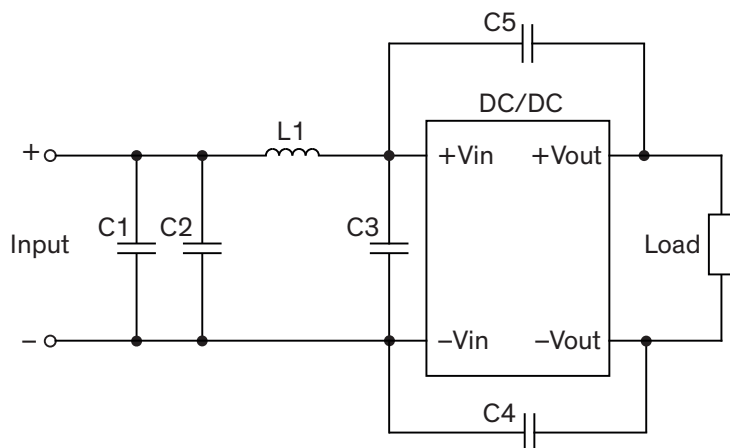 C5
DC/DC
L1
+
+Vin
+Vout
C1
C2
C3
Input
Load
-
–Vin
–Vout
C4